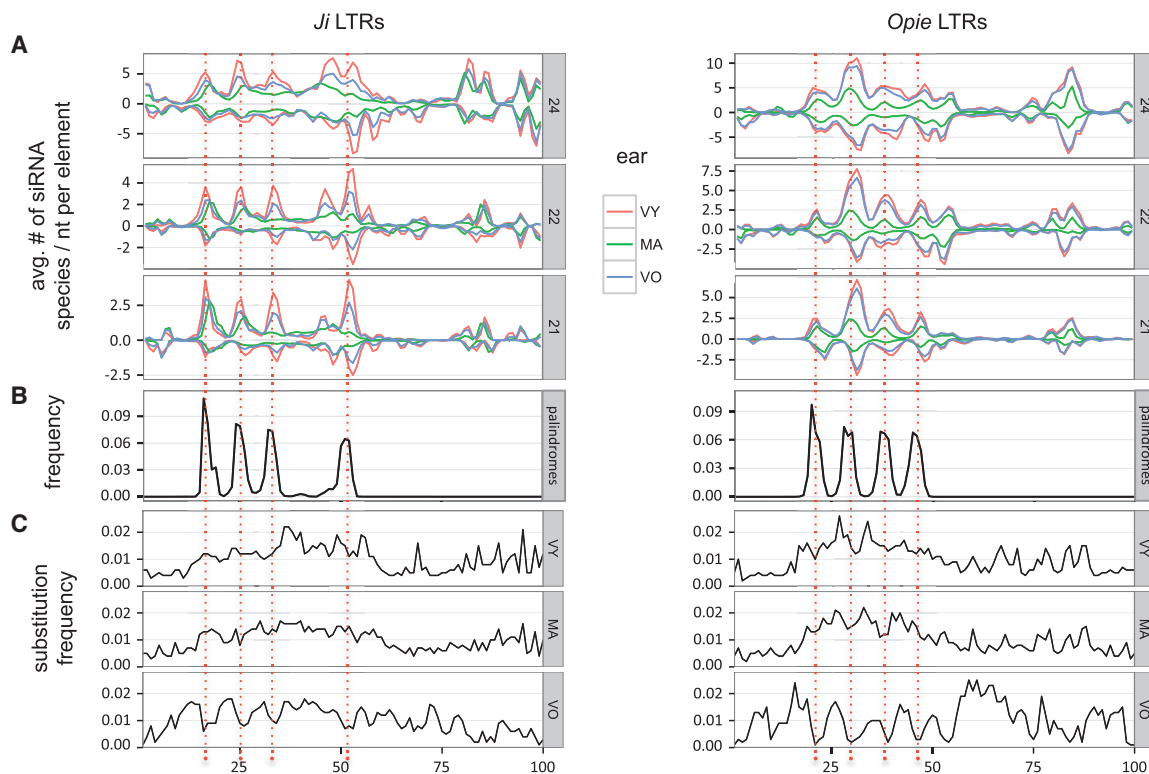 Ji LTRs
Opie LTRs
A
avg. # of siRNA
species / nt per element
5
0
-5
24
4
2
0
-2
22
2.5
0.0
-2.5
21
10
5
0
-5
24
7.5
5.0
2.5
0.0
-2.5
22
5.0
2.5
0.0
-2.5
21
ear
VY
MA
VO
B
frequency
0.09
0.06
0.03
0.00
palindromes
0.09
0.06
0.03
0.00
palindromes
C
substitution
frequency
0.02
0.01
0.00
VY
0.02
0.01
0.00
MA
0.02
0.01
0.00
VO
25
50
75
100
0.02
0.01
0.00
VY
0.02
0.01
0.00
MA
0.02
0.01
0.00
VO
25
50
75
100